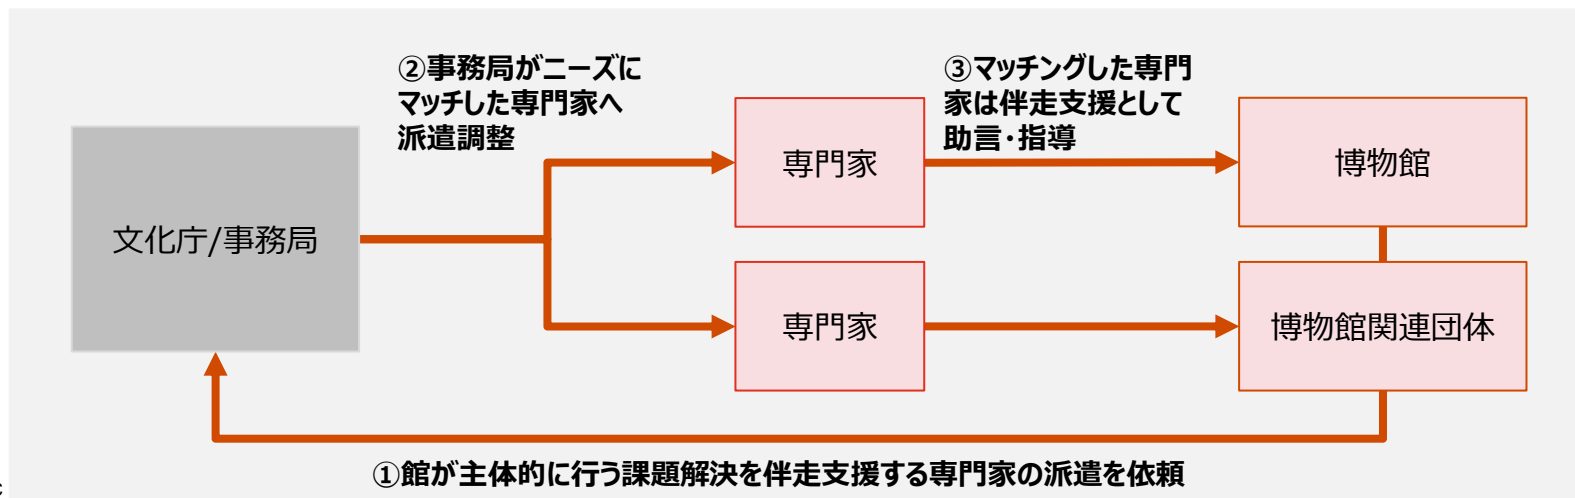 ②事務局がニーズに
マッチした専門家へ
派遣調整
③マッチングした専門
家は伴走支援として
助言・指導
文化庁/事務局
専門家
博物館
専門家
博物館関連団体
①館が主体的に行う課題解決を伴走支援する専門家の派遣を依頼